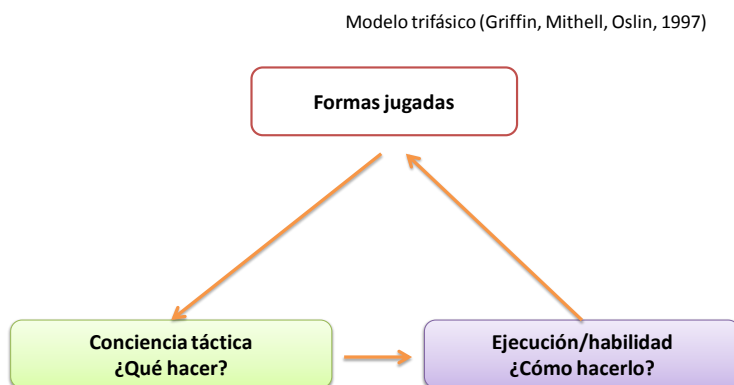 Modelo trifásico (Griffin, Mithell, Oslin, 1997)
Formas jugadas
Conciencia táctica
¿Qué hacer?
Ejecución/habilidad
¿Cómo hacerlo?